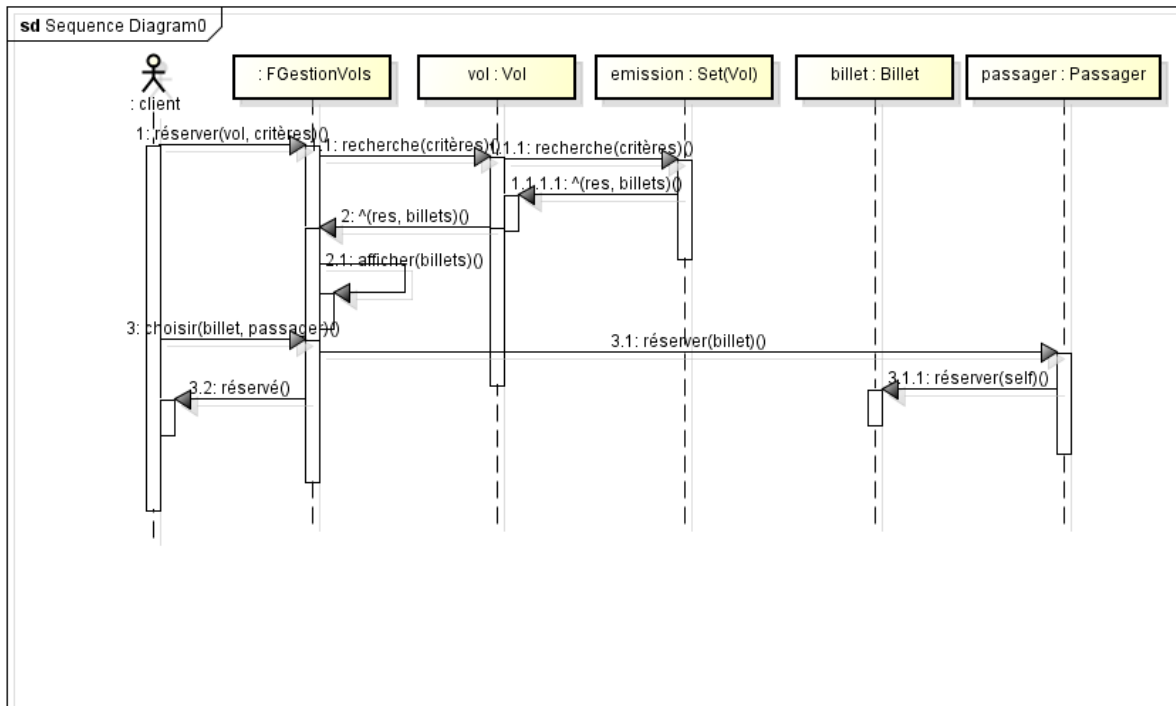 sd Sequence Diagram0
: client
: FGestionVols
vol : Vol
emission : Set(Vol)
billet : Billet
passager : Passager
1: réserver(vol, critères)()
1.1: recherche(critères)()
1.1.1: recherche(critères)()
1.1.1.1: ^(res, billets)()
2: ^(res, billets)()
2.1: afficher(billets)()
3: choisir(billet, passager)()
3.1: réserver(billet)()
3.1.1: réserver(self)()
3.2: réservé()